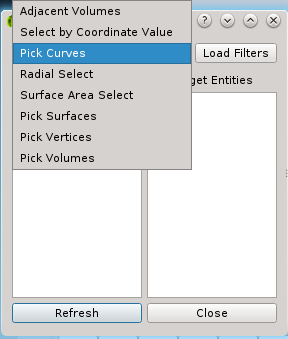 Adjacent Volumes
Select by Coordinate Value
Pick Curves
Radial Select
Surface Area Select
Pick Surfaces
Pick Vertices
Pick Volumes
Load Filters
Entities
Refresh
Close